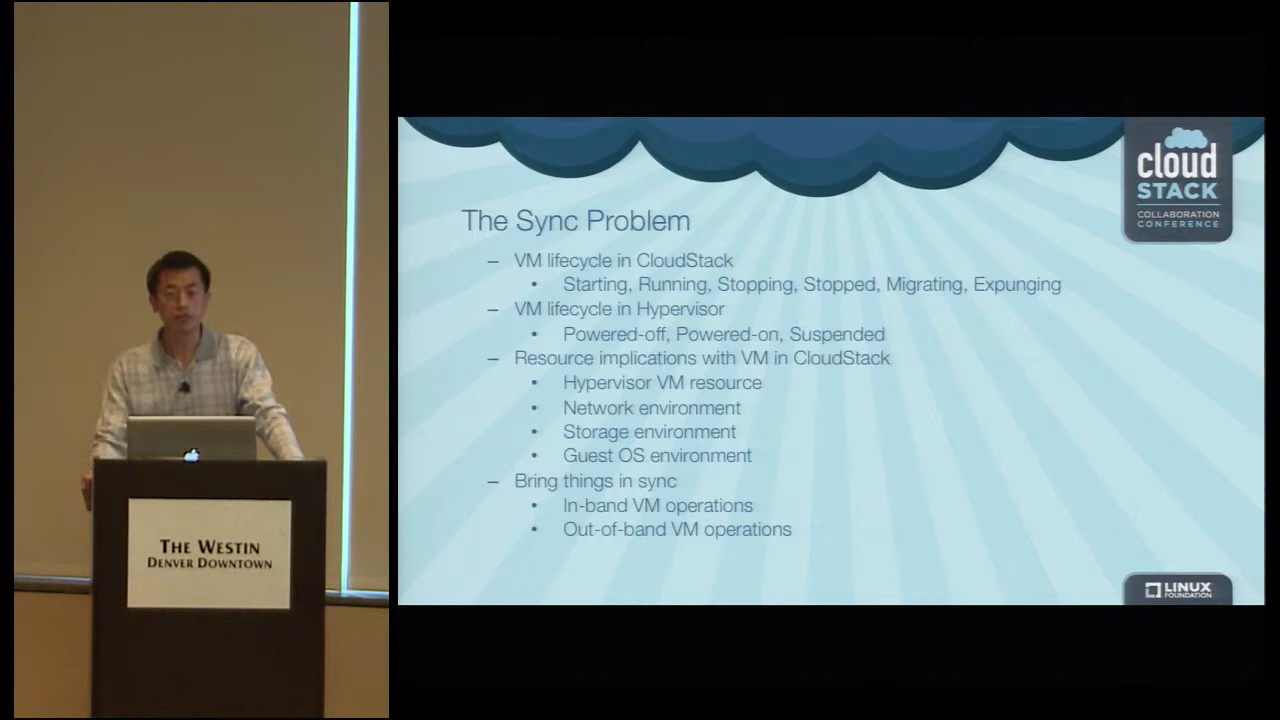 The Sync Problem
– VM lifecycle in CloudStack
• Starting, Running, Stopping, Stopped, Migrating, Expunging
– VM lifecycle in Hypervisor
• Powered-off, Powered-on, Suspended
– Resource implications with VM in CloudStack
• Hypervisor VM resource
• Network environment
• Storage environment
• Guest OS environment
– Bring things in sync
• In-band VM operations
• Out-of-band VM operations
cloud
STACK
COLLABORATION
CONFERENCE
LINUX
FOUNDATION
THE WESTIN
DENVER DOWNTOWN